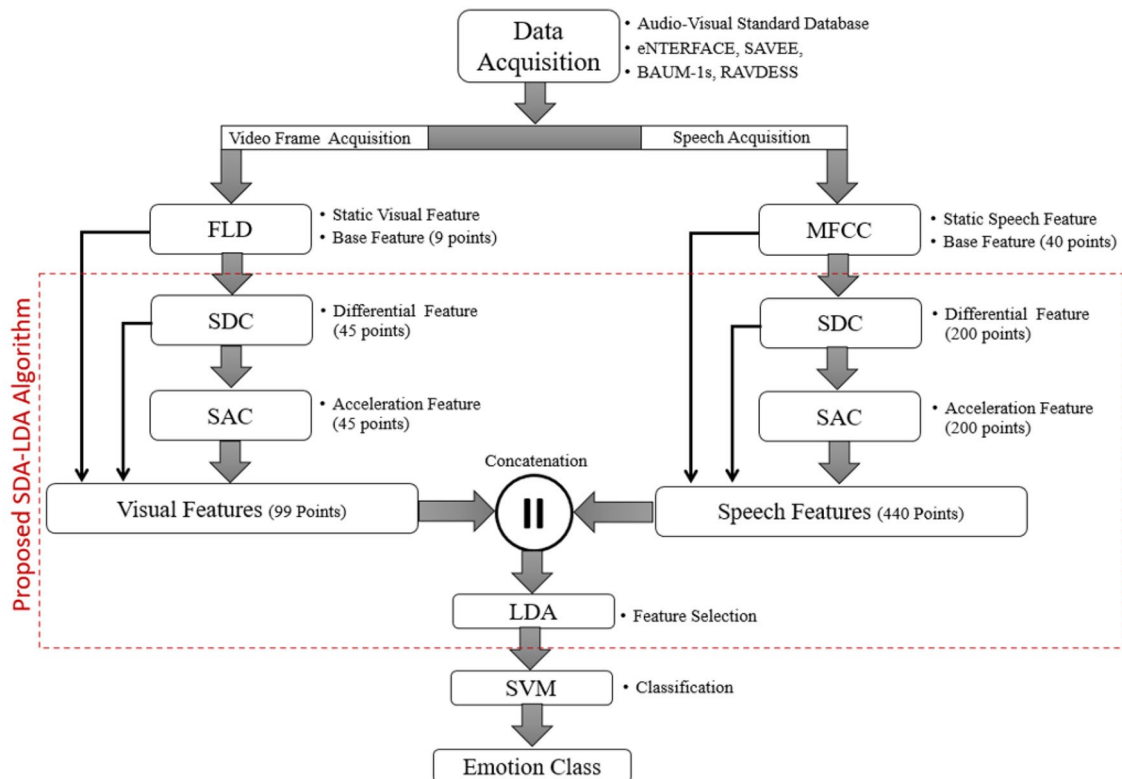 Data
Acquisition
• Audio-Visual Standard Database
• eNTERFACE, SAVEE,
• BAUM-1s, RAVDESS
Video Frame Acquisition
Speech Acquisition
FLD
• Static Visual Feature
• Base Feature (9 points)
MFCC
• Static Speech Feature
• Base Feature (40 points)
Proposed SDA-LDA Algorithm
SDC
• Differential Feature
(45 points)
SDC
• Differential Feature
(200 points)
SAC
• Acceleration Feature
(45 points)
SAC
• Acceleration Feature
(200 points)
Concatenation
Visual Features (99 Points)
Speech Features (440 Points)
LDA
• Feature Selection
SVM
• Classification
Emotion Class